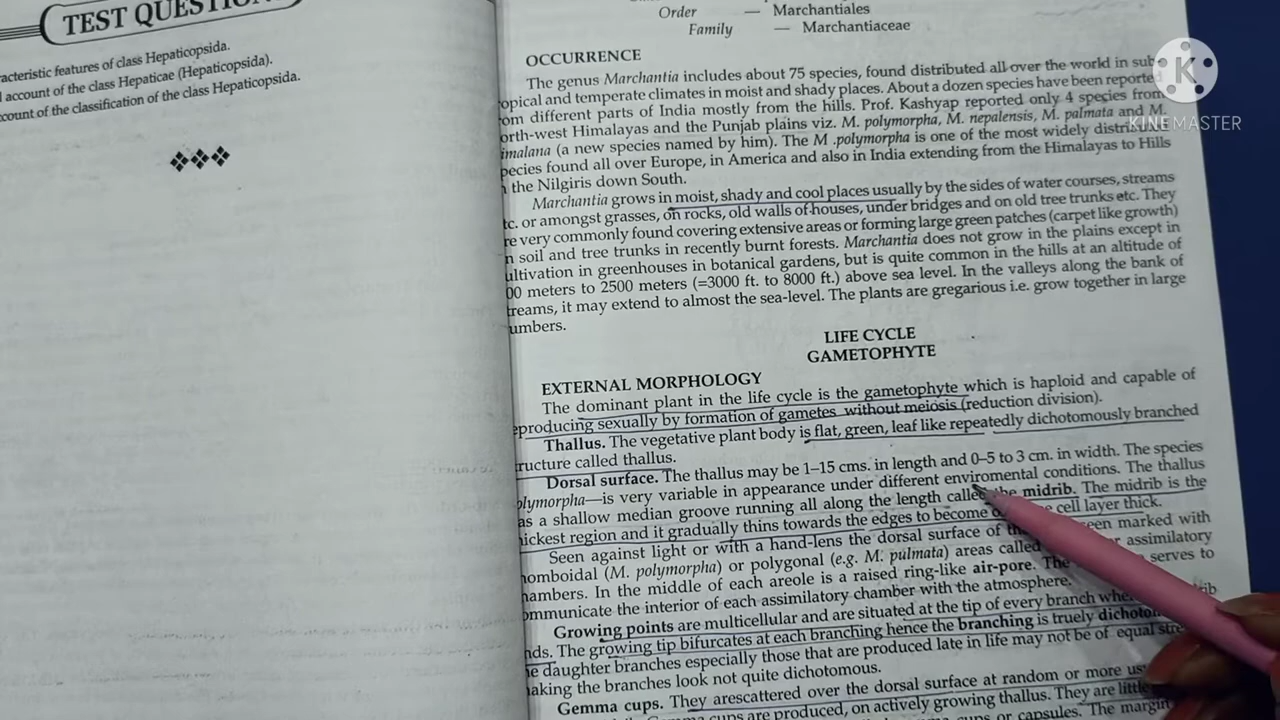 TEST QUESTION
acteristic features of class Hepaticopsida.
l account of the class Hepaticae (Hepaticopsida).
count of the classification of the class Hepaticopsida.
Order — Marchantiales
Family — Marchantiaceae
OCCURRENCE
The genus Marchantia includes about 75 species, found distributed all over the world in sub-
ropical and temperate climates in moist and shady places. About a dozen species have been reported
om different parts of India mostly from the hills. Prof. Kashyap reported only 4 species from
orth-west Himalayas and the Punjab plains viz. M. polymorpha, M. nepalensis, M. palmata and M.
imalana (a new species named by him). The M .polymorpha is one of the most widely distribute
pecies found all over Europe, in America and also in India extending from the Himalayas to Hills
n the Nilgiris down South.
Marchantia grows in moist, shady and cool places usually by the sides of water courses, streams
tc. or amongst grasses, on rocks, old walls of houses, under bridges and on old tree trunks etc. They
re very commonly found covering extensive areas or forming large green patches (carpet like growth)
n soil and tree trunks in recently burnt forests. Marchantia does not grow in the plains except in
ultivation in greenhouses in botanical gardens, but is quite common in the hills at an altitude of
00 meters to 2500 meters (=3000 ft. to 8000 ft.) above sea level. In the valleys along the bank of
treams, it may extend to almost the sea-level. The plants are gregarious i.e. grow together in large
umbers.
LIFE CYCLE
GAMETOPHYTE
EXTERNAL MORPHOLOGY
The dominant plant in the life cycle is the gametophyte which is haploid and capable of
eproducing sexually by formation of gametes without meiosis (reduction division).
Thallus. The vegetative plant body is flat, green, leaf like repeatedly dichotomously branched
ructure called thallus.
Dorsal surface. The thallus may be 1–15 cms. in length and 0–5 to 3 cm. in width. The species
olymorpha—is very variable in appearance under different enviromental conditions. The thallus
as a shallow median groove running all along the length called the midrib. The midrib is the
hickest region and it gradually thins towards the edges to become cell layer thick.
Seen against light or with a hand-lens the dorsal surface of een marked with
homboidal (M. polymorpha) or polygonal (e.g. M. pulmata) areas called assimilatory
hambers. In the middle of each areole is a raised ring-like air-pore. The serves to
ommunicate the interior of each assimilatory chamber with the atmosphere.
Growing points are multicellular and are situated at the tip of every branch
nds. The growing tip bifurcates at each branching hence the branching is truely
e daughter branches especially those that are produced late in life may not be of equal
aking the branches look not quite dichotomous.
Gemma cups. They arescattered over the dorsal surface at random or more
cups are produced, on actively growing thallus. They are little
cups or capsules. The margin
K
KINEMASTER